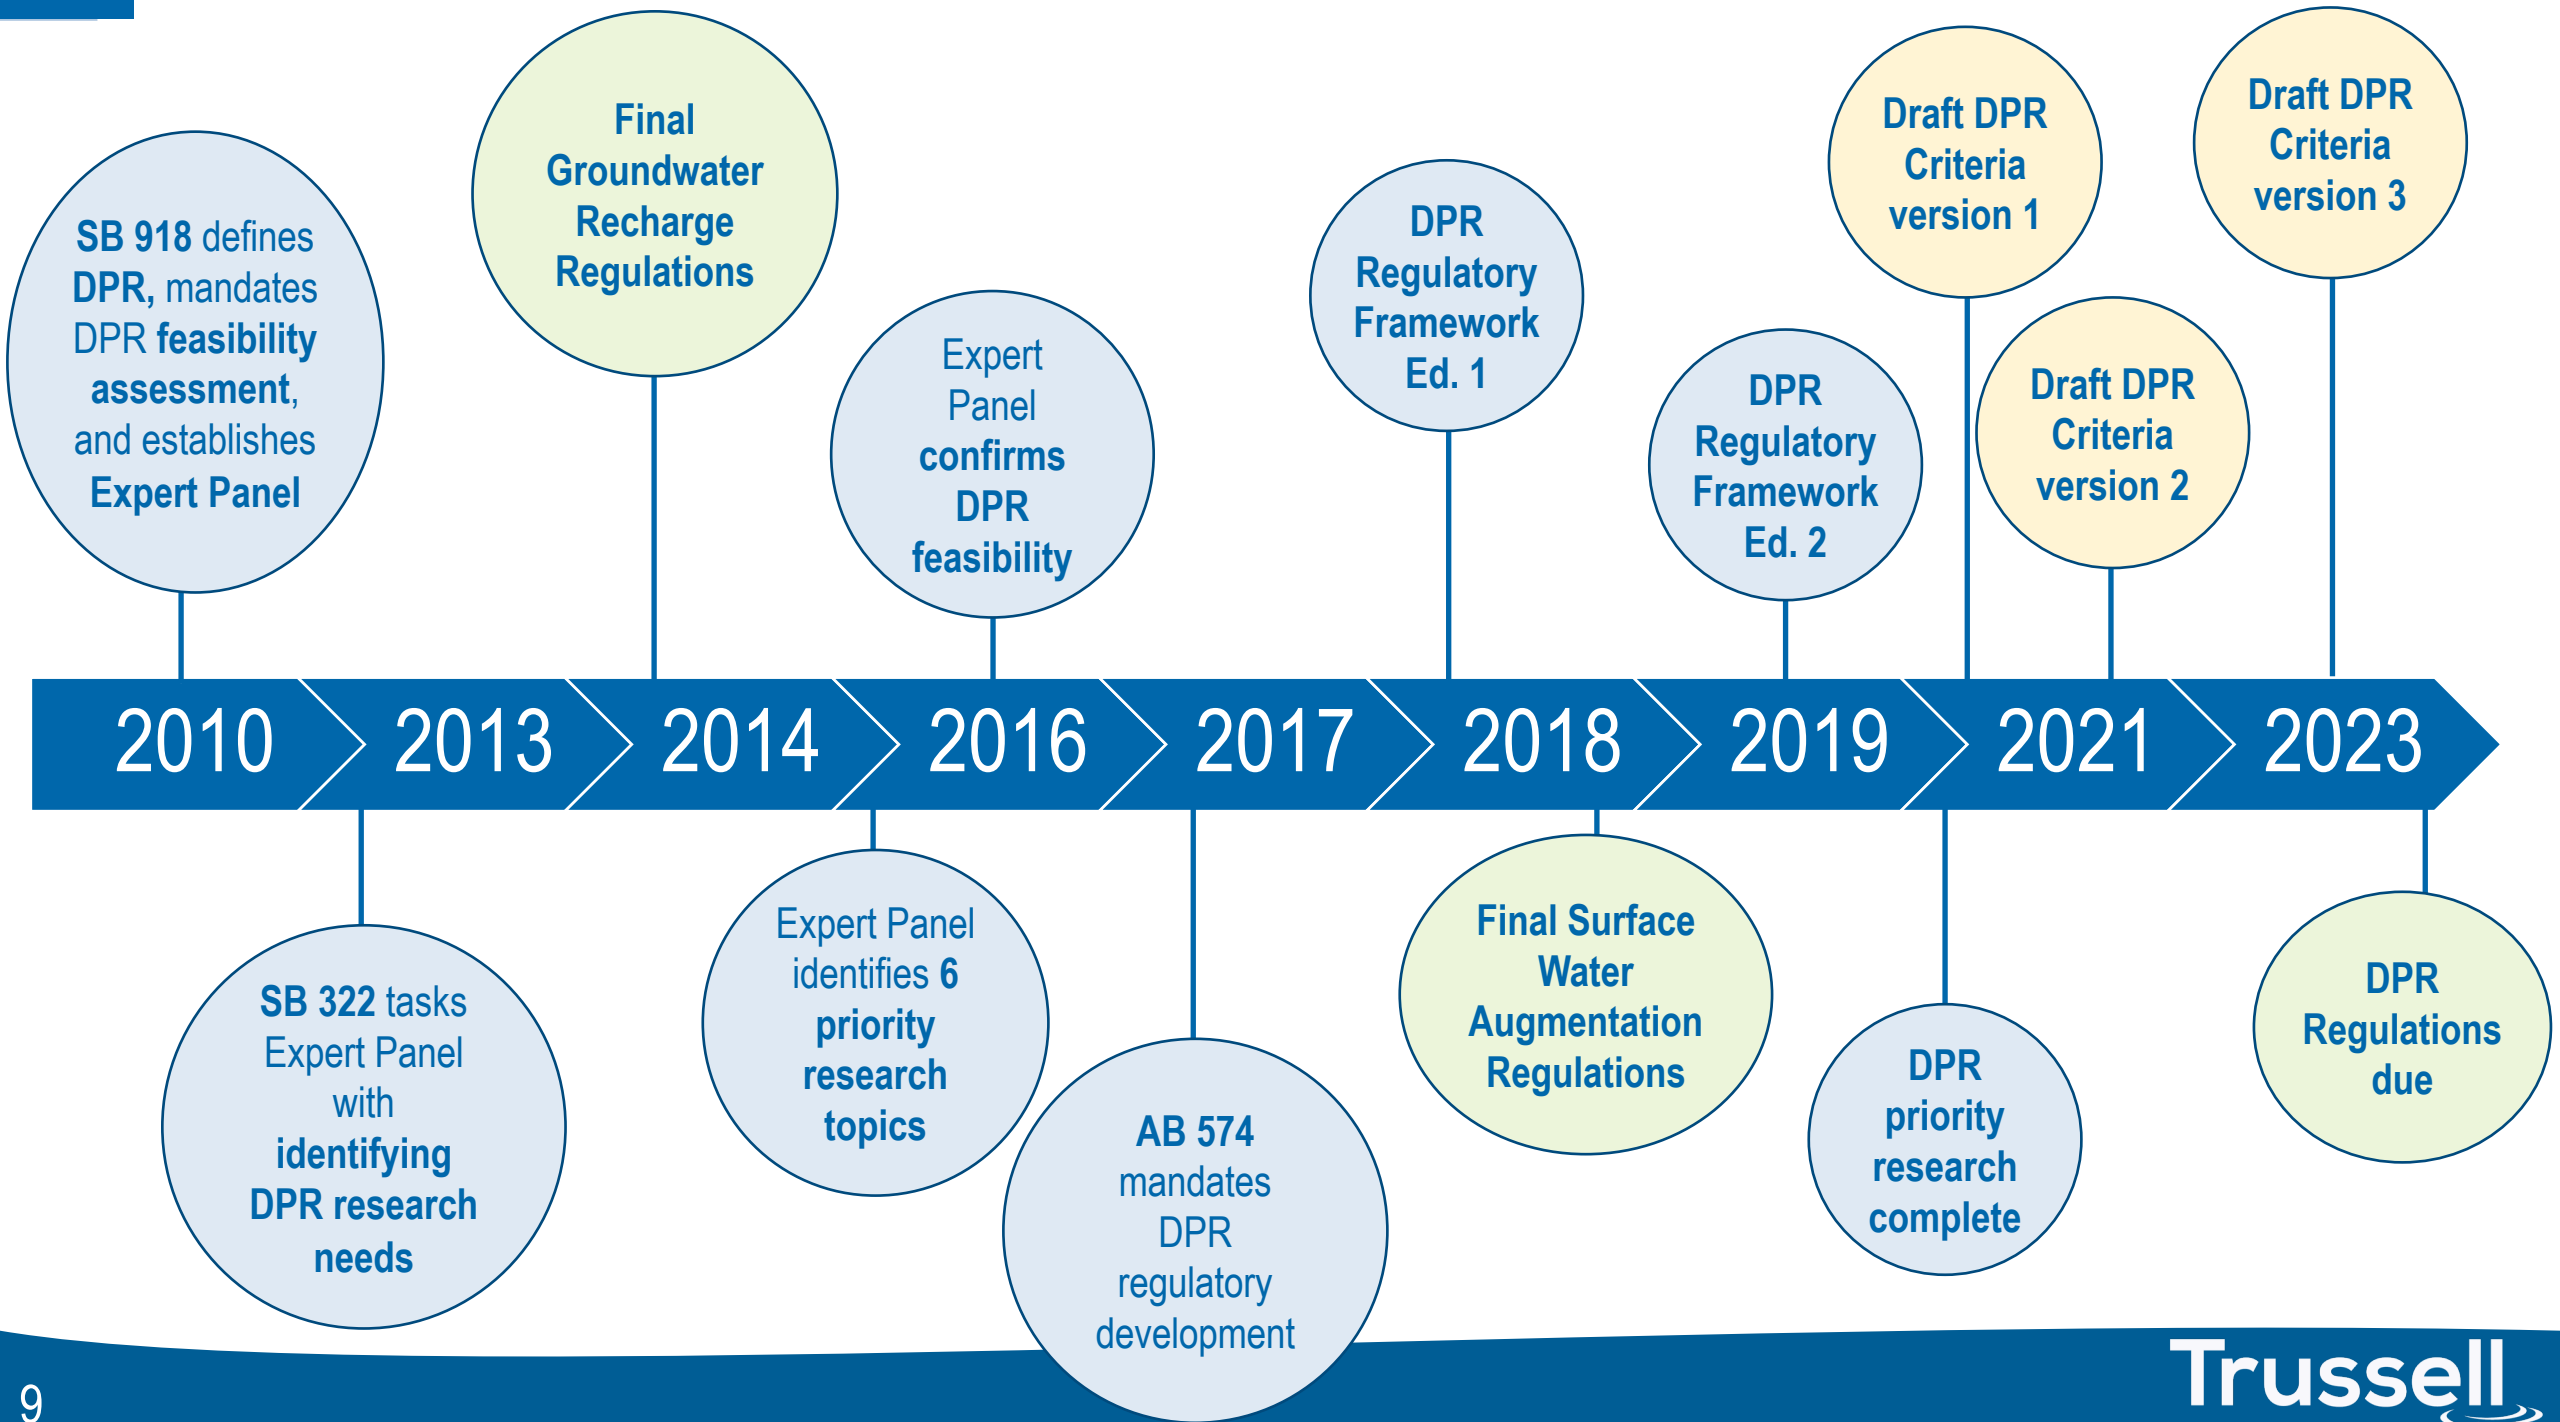 SB 918 defines
DPR, mandates
DPR feasibility
assessment,
and establishes
Expert Panel
Final
Groundwater
Recharge
Regulations
Expert
Panel
confirms
DPR
feasibility
DPR
Regulatory
Framework
Ed. 1
DPR
Regulatory
Framework
Ed. 2
Draft DPR
Criteria
version 1
Draft DPR
Criteria
version 2
Draft DPR
Criteria
version 3
2010
2013
2014
2016
2017
2018
2019
2021
2023
SB 322 tasks
Expert Panel
with
identifying
DPR research
needs
Expert Panel
identifies 6
priority
research
topics
AB 574
mandates
DPR
regulatory
development
Final Surface
Water
Augmentation
Regulations
DPR
priority
research
complete
DPR
Regulations
due
9
Trussell